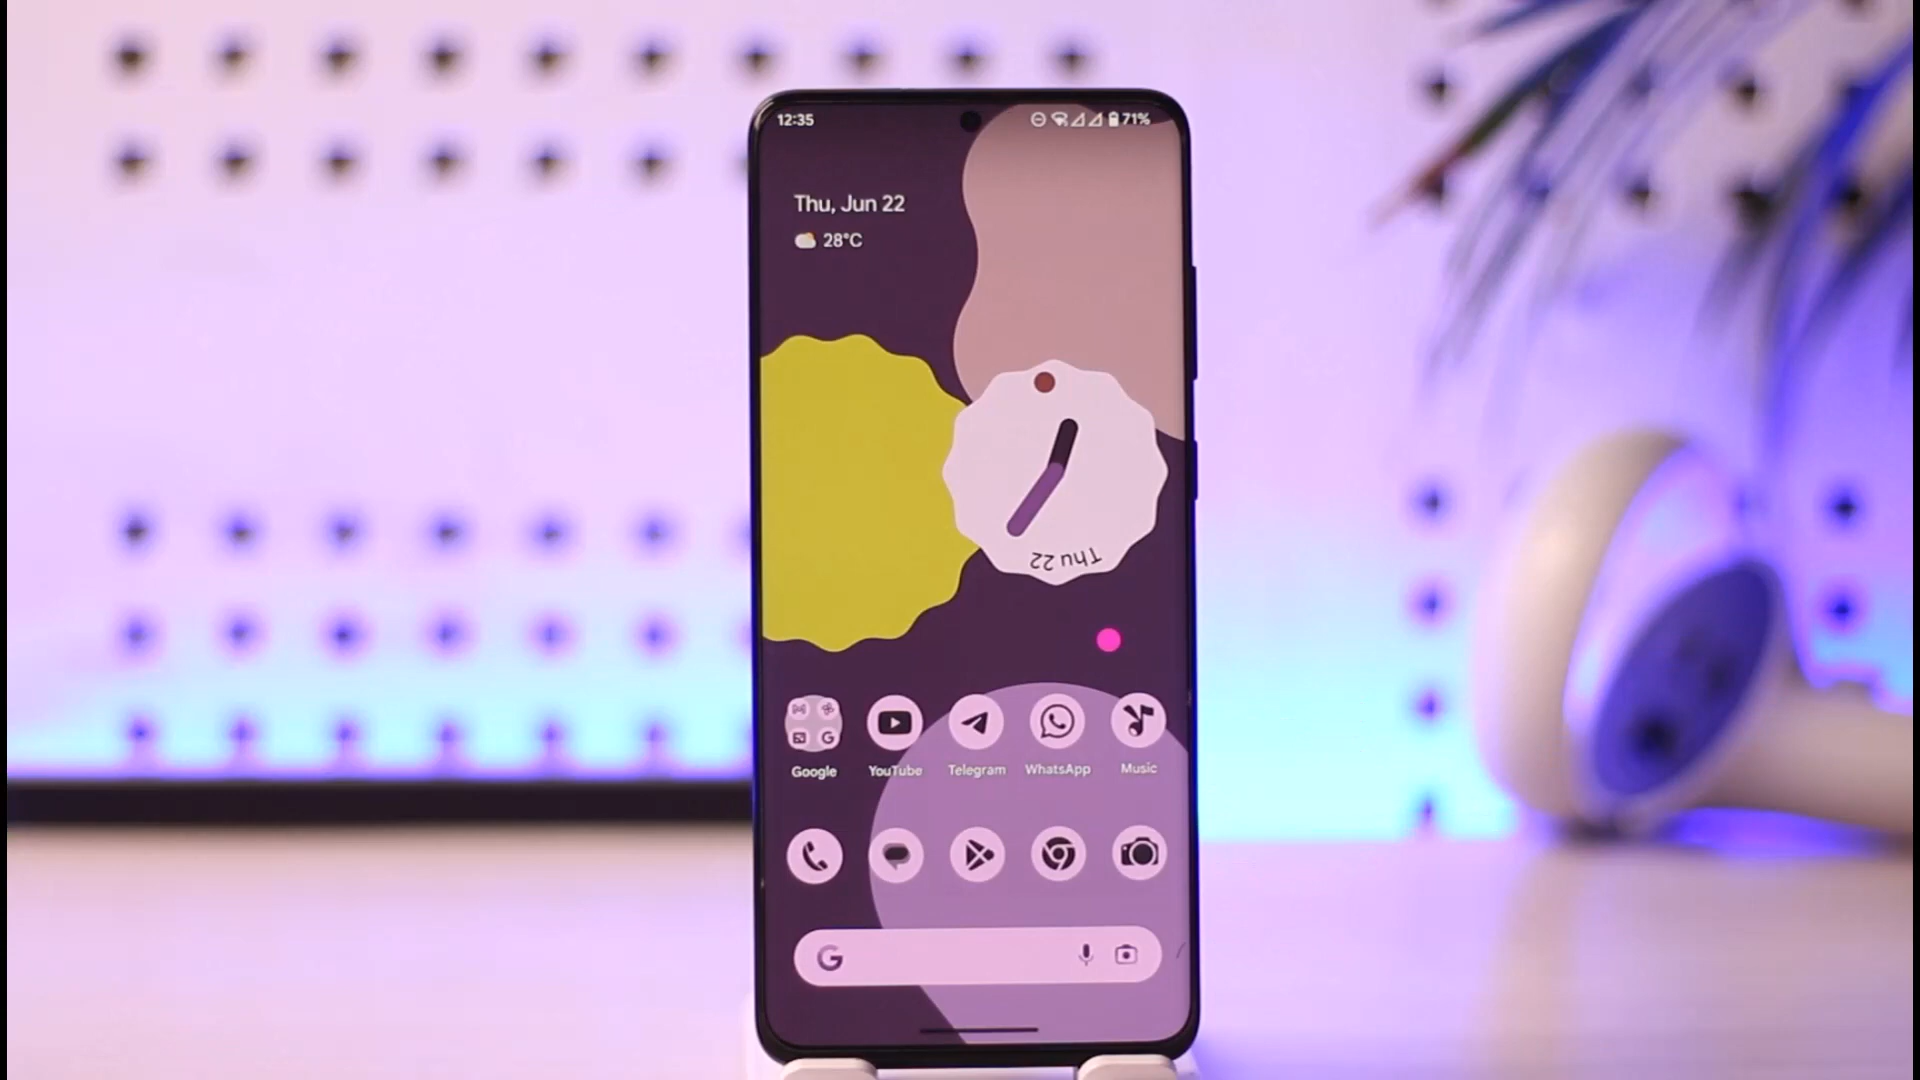 12:35
71%
Thu, Jun 22
28°C
Thu 22
Google
YouTube
Telegram
WhatsApp
Music
G